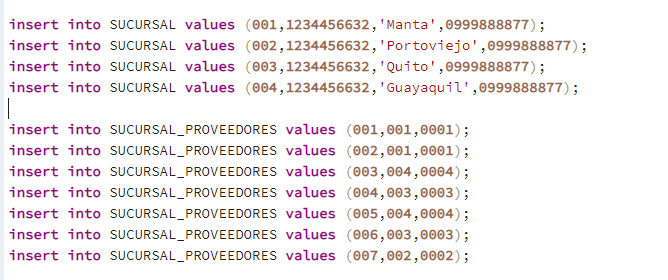 insert into SUCURSAL values (001,1234456632,'Manta',0999888877);
insert into SUCURSAL values (002,1234456632,'Portoviejo',0999888877);
insert into SUCURSAL values (003,1234456632,'Quito',0999888877);
insert into SUCURSAL values (004,1234456632,'Guayaquil',0999888877);
insert into SUCURSAL_PROVEEDORES values (001,001,0001);
insert into SUCURSAL_PROVEEDORES values (002,001,0001);
insert into SUCURSAL_PROVEEDORES values (003,004,0004);
insert into SUCURSAL_PROVEEDORES values (004,003,0003);
insert into SUCURSAL_PROVEEDORES values (005,004,0004);
insert into SUCURSAL_PROVEEDORES values (006,003,0003);
insert into SUCURSAL_PROVEEDORES values (007,002,0002);